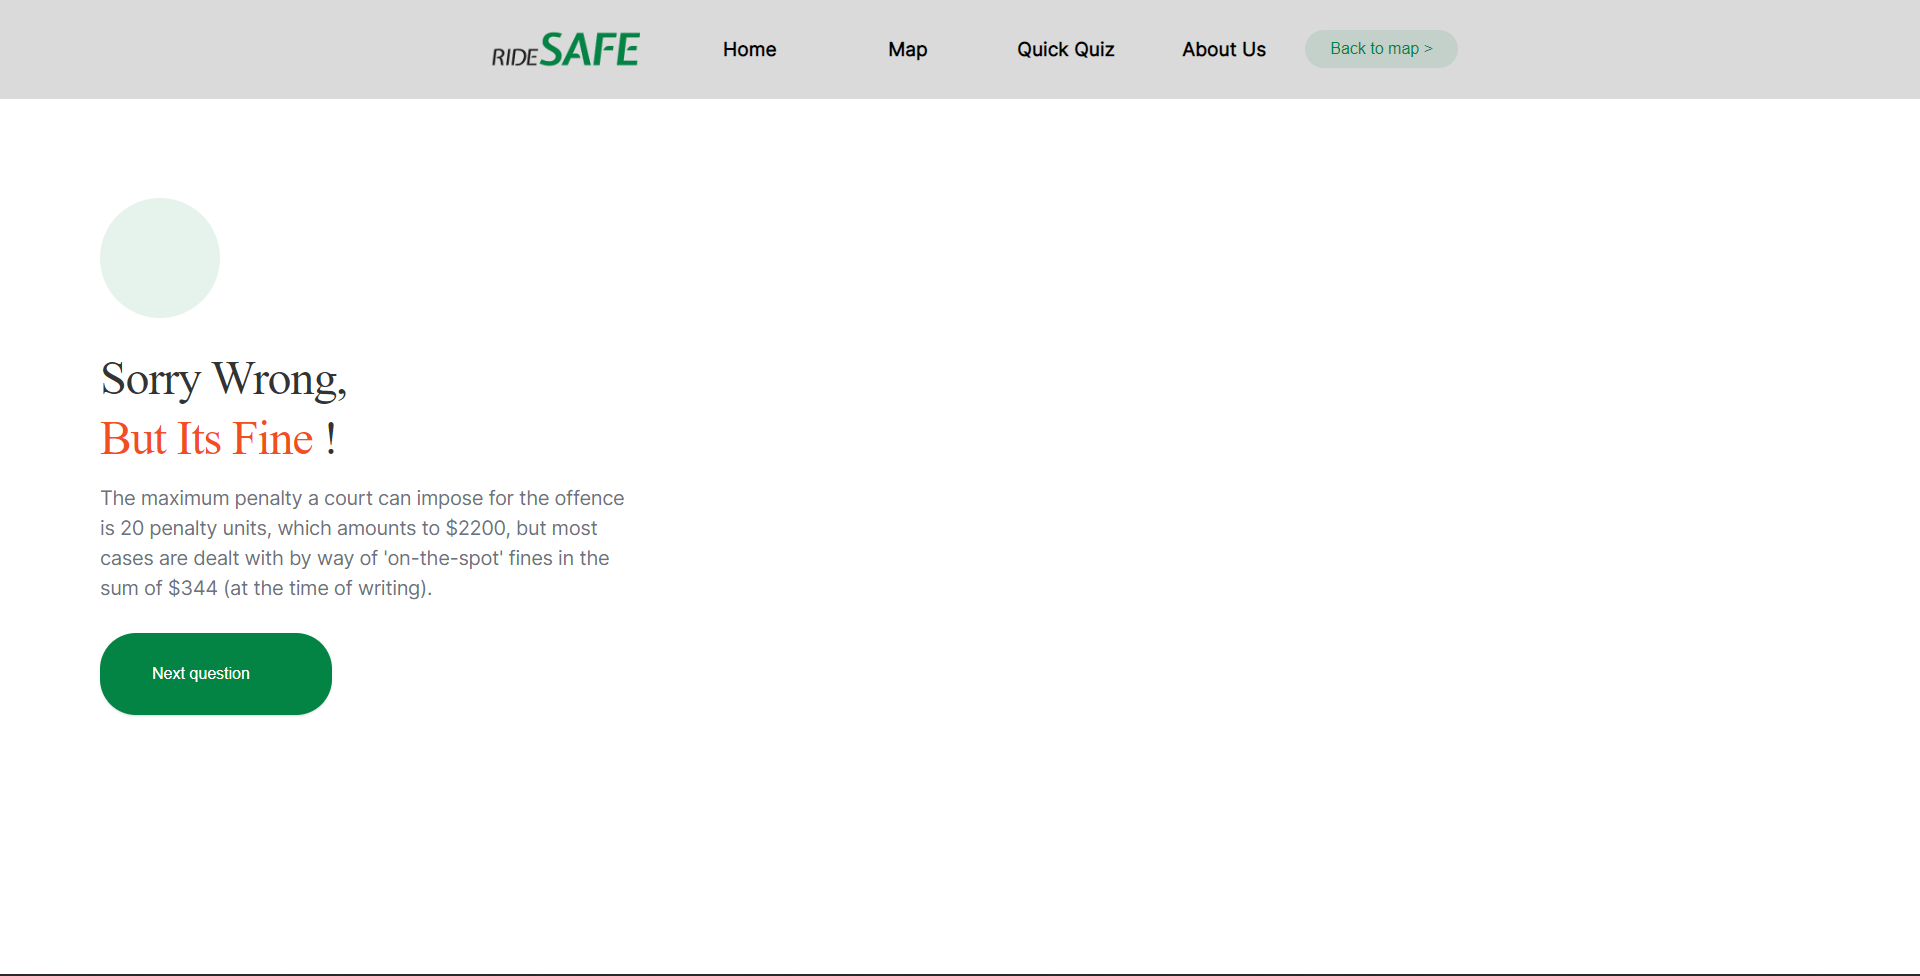 RIDE SAFE
Home
Map
Quick Quiz
About Us
Back to map >
Sorry Wrong,
But Its Fine !
The maximum penalty a court can impose for the offence
is 20 penalty units, which amounts to $2200, but most
cases are dealt with by way of 'on-the-spot' fines in the
sum of $344 (at the time of writing).
Next question